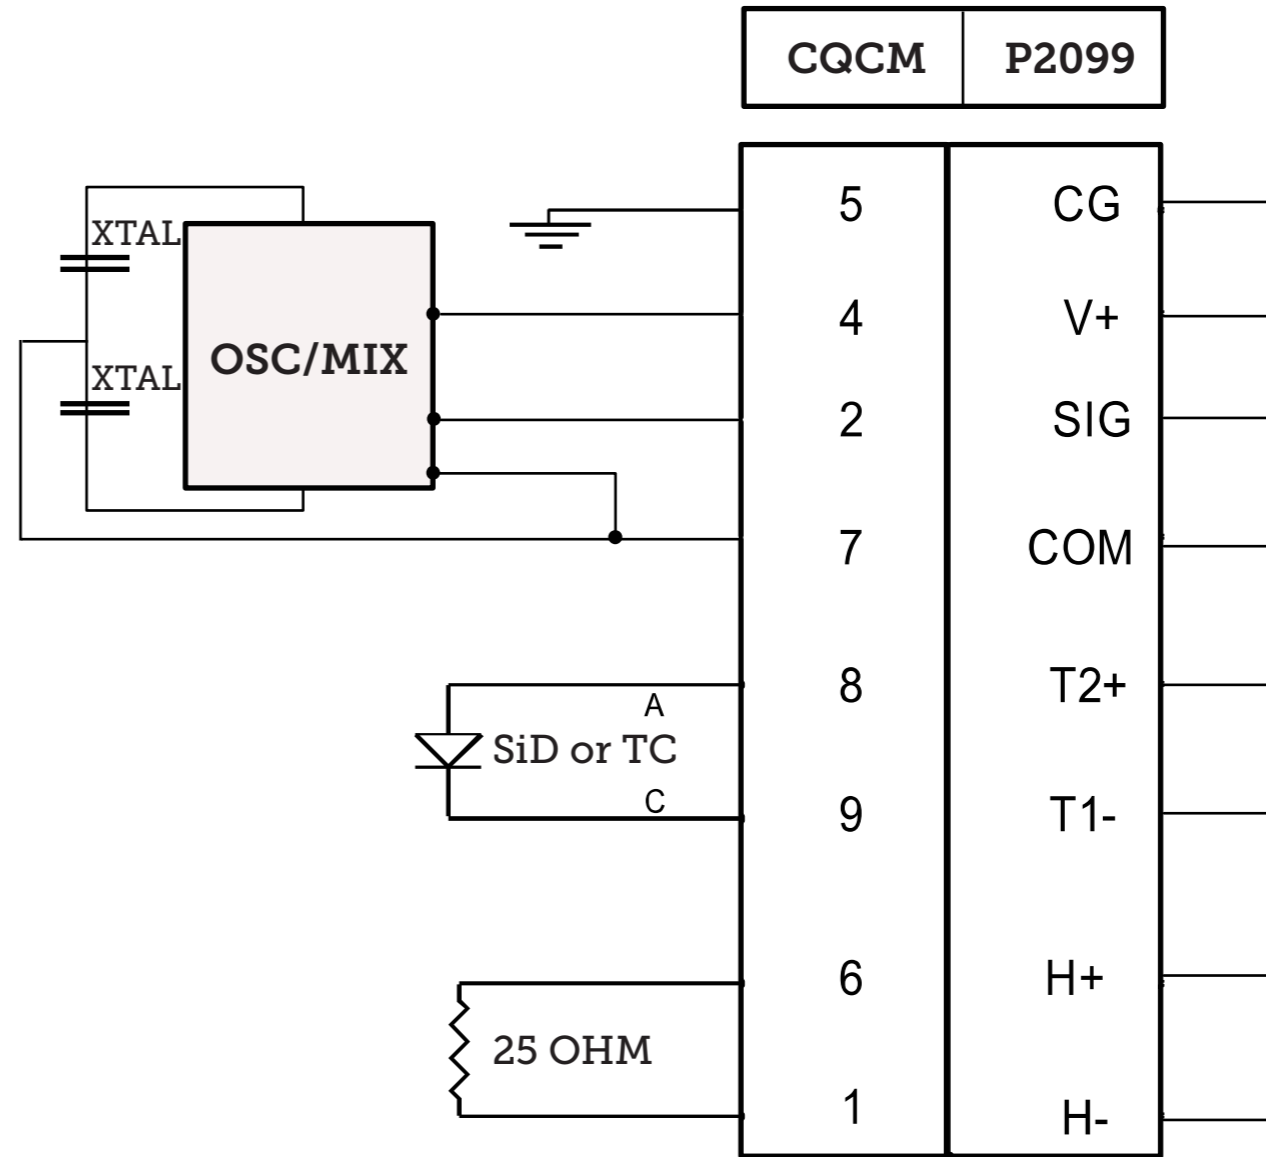 CQCM P2099
5 CG
XTAL
4 V+
OSC/MIX
XTAL
2 SIG
7 COM
8 T2+
A
SiD or TC
C
9 T1-
6 H+
25 OHM
1 H-